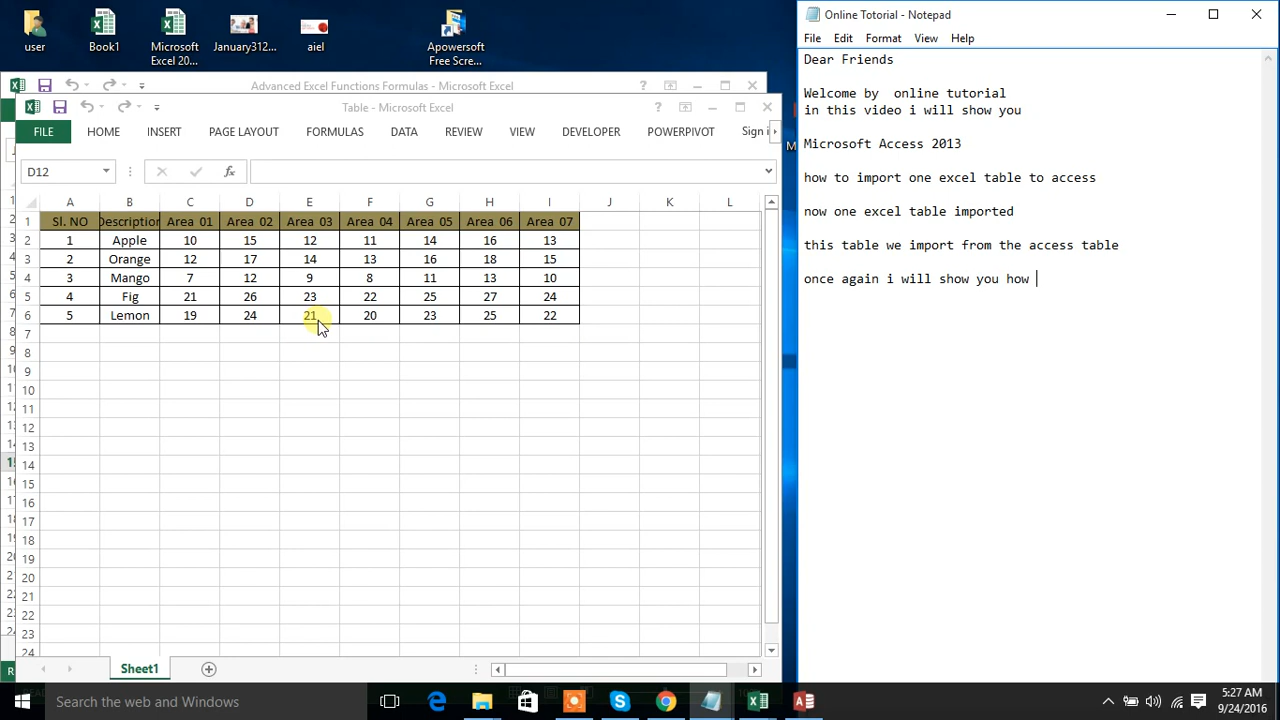 user
Book1
Microsoft Excel 20...
January312...
aiel
Apowersoft Free Scre...
Advanced Excel Functions Formulas - Microsoft Excel
Table - Microsoft Excel
FILE HOME INSERT PAGE LAYOUT FORMULAS DATA REVIEW VIEW DEVELOPER POWERPIVOT Sign i
D12
A B C D E F G H I J K L
1 Sl. NO Description Area 01 Area 02 Area 03 Area 04 Area 05 Area 06 Area 07
2 1 Apple 10 15 12 11 14 16 13
3 2 Orange 12 17 14 13 16 18 15
4 3 Mango 7 12 9 8 11 13 10
5 4 Fig 21 26 23 22 25 27 24
6 5 Lemon 19 24 21 20 23 25 22
7
8
9
10
11
12
13
14
15
16
17
18
19
20
21
22
23
24
Sheet1
Online Totorial - Notepad
File Edit Format View Help
Dear Friends
Welcome by online tutorial
in this video i will show you
Microsoft Access 2013
how to import one excel table to access
now one excel table imported
this table we import from the access table
once again i will show you how
Search the web and Windows
5:27 AM
9/24/2016